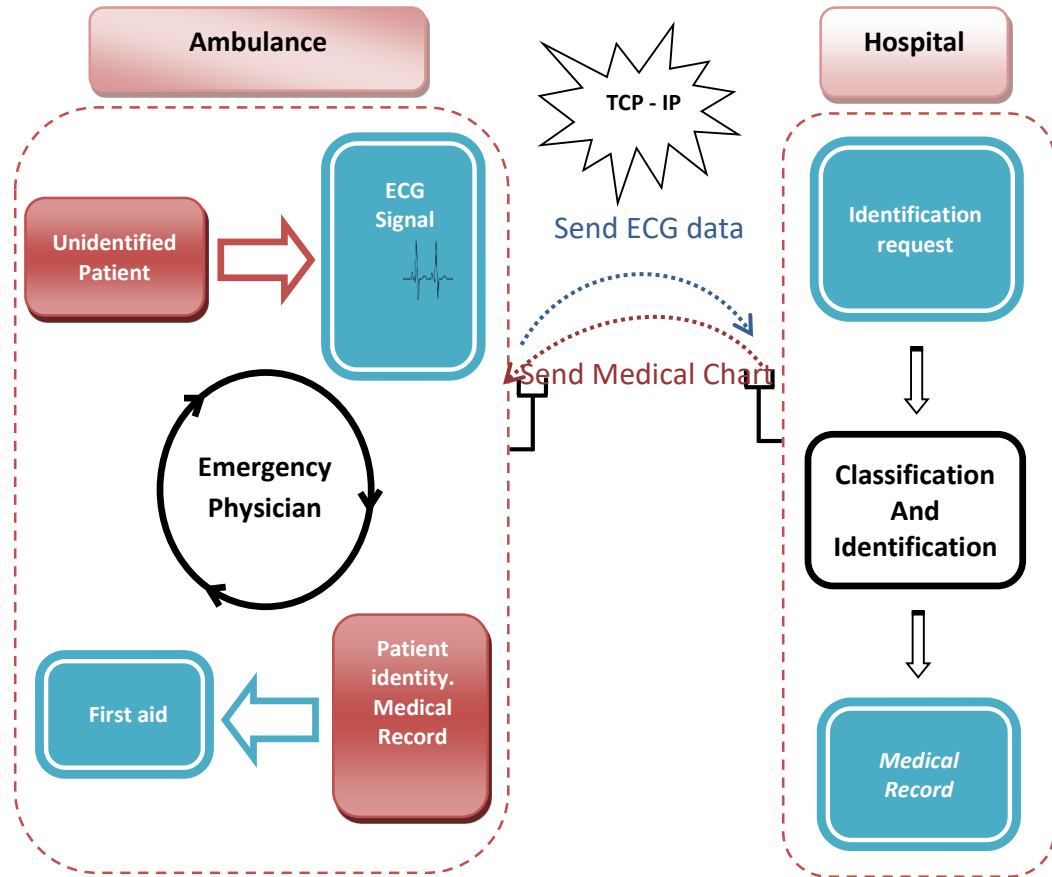 Ambulance
Hospital
TCP - IP
ECG
Signal
Unidentified
Patient
Send ECG data
Identification
request
Send Medical Chart
Emergency
Physician
Classification
And
Identification
Patient
identity.
Medical
Record
First aid
Medical
Record